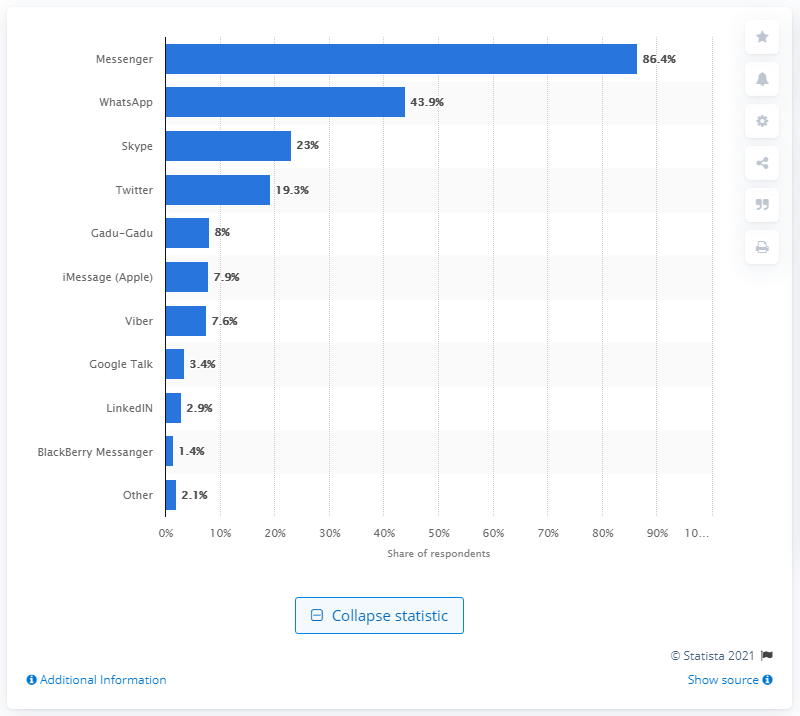 Messenger 86.4%
WhatsApp 43.9%
Skype 23%
Twitter 19.3%
Gadu-Gadu 8%
iMessage (Apple) 7.9%
Viber 7.6%
Google Talk 3.4%
LinkedIN 2.9%
BlackBerry Messanger 1.4%
Other 2.1%
0% 10% 20% 30% 40% 50% 60% 70% 80% 90% 10...
Share of respondents
Collapse statistic
© Statista 2021
Additional Information Show source